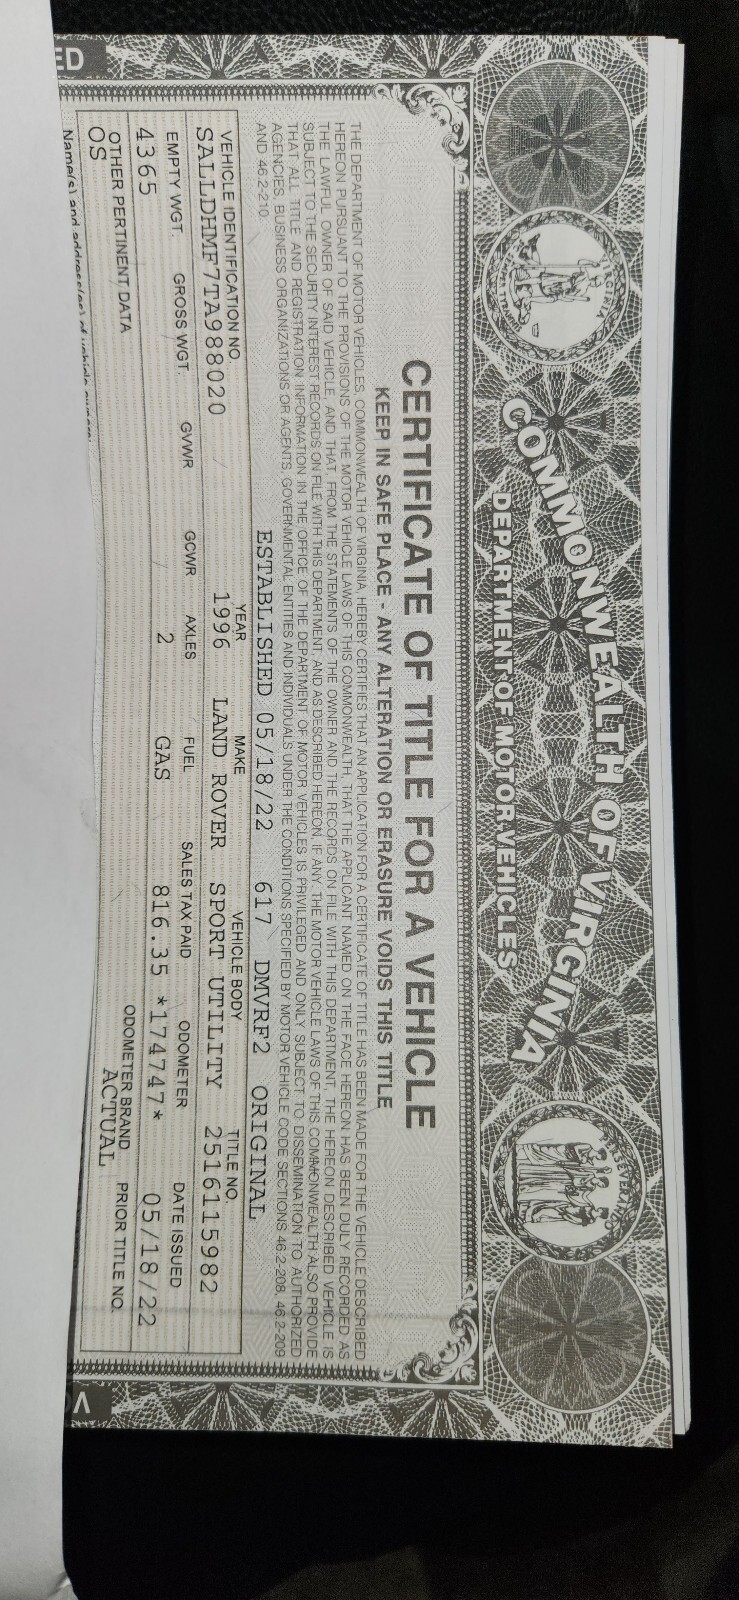 ED
VIRGINIA
PERSEVERANDO
COMMONWEALTH OF VIRGINIA
DEPARTMENT OF MOTOR VEHICLES
CERTIFICATE OF TITLE FOR A VEHICLE
KEEP IN SAFE PLACE - ANY ALTERATION OR ERASURE VOIDS THIS TITLE
THE DEPARTMENT OF MOTOR VEHICLES, COMMONWEALTH OF VIRGINIA, HEREBY CERTIFIES THAT AN APPLICATION FOR A CERTIFICATE OF TITLE HAS BEEN MADE FOR THE VEHICLE DESCRIBED
HEREON PURSUANT TO THE PROVISIONS OF THE MOTOR VEHICLE LAWS OF THIS COMMONWEALTH, THAT THE APPLICANT NAMED ON THE FACE HEREON HAS BEEN DULY RECORDED AS
THE LAWFUL OWNER OF SAID VEHICLE, AND THAT, FROM THE STATEMENTS OF THE OWNER AND THE RECORDS ON FILE WITH THIS DEPARTMENT, THE HEREON DESCRIBED VEHICLE IS
SUBJECT TO THE SECURITY INTEREST RECORDS ON FILE WITH THIS DEPARTMENT, AND AS DESCRIBED HEREON, IF ANY. THE MOTOR VEHICLE LAWS OF THIS COMMONWEALTH ALSO PROVIDE
THAT ALL TITLE AND REGISTRATION INFORMATION IN THE OFFICE OF THE DEPARTMENT OF MOTOR VEHICLES IS PRIVILEGED AND ONLY SUBJECT TO DISSEMINATION TO AUTHORIZED
AGENCIES, BUSINESS ORGANIZATIONS OR AGENTS, GOVERNMENTAL ENTITIES AND INDIVIDUALS UNDER THE CONDITIONS SPECIFIED BY MOTOR VEHICLE CODE SECTIONS 46.2-208, 46.2-209
AND 46.2-210.
ESTABLISHED 05/18/22 617 DMVRF2 ORIGINAL
VEHICLE IDENTIFICATION NO. YEAR MAKE VEHICLE BODY TITLE NO.
SALLDHMF7TA988020 1996 LAND ROVER SPORT UTILITY 2516115982
EMPTY WGT. GROSS WGT. GVWR GCWR AXLES FUEL SALES TAX PAID ODOMETER DATE ISSUED
4365 2 GAS 816.35 *174747* 05/18/22
OTHER PERTINENT DATA ODOMETER BRAND PRIOR TITLE NO.
OS ACTUAL
Name(s) and address(es) of vehicle owners: